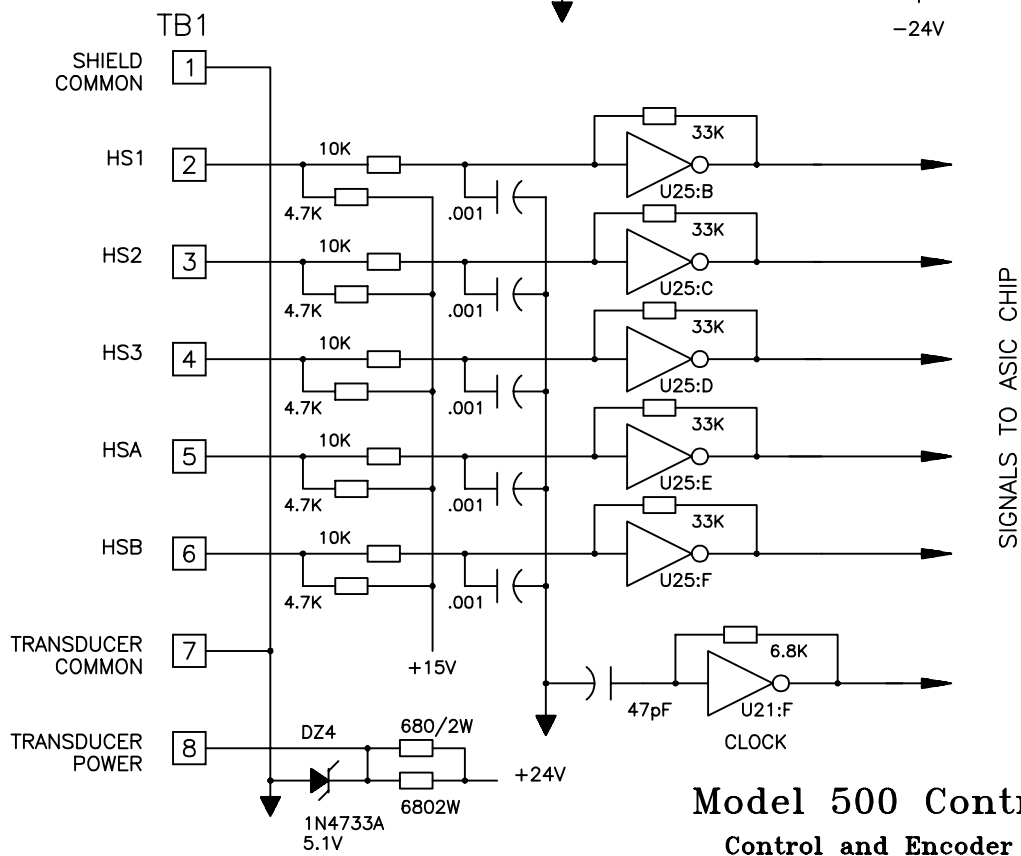 −24V
TB1
SHIELD
COMMON
1
HS1
2
10K
4.7K
.001
33K
U25:B
HS2
3
10K
4.7K
.001
33K
U25:C
HS3
4
10K
4.7K
.001
33K
U25:D
HSA
5
10K
4.7K
.001
33K
U25:E
HSB
6
10K
4.7K
.001
33K
U25:F
SIGNALS TO ASIC CHIP
TRANSDUCER
COMMON
7
+15V
47pF
6.8K
U21:F
CLOCK
TRANSDUCER
POWER
8
DZ4
1N4733A
5.1V
680/2W
6802W
+24V
Model 500 Contr
Control and Encoder